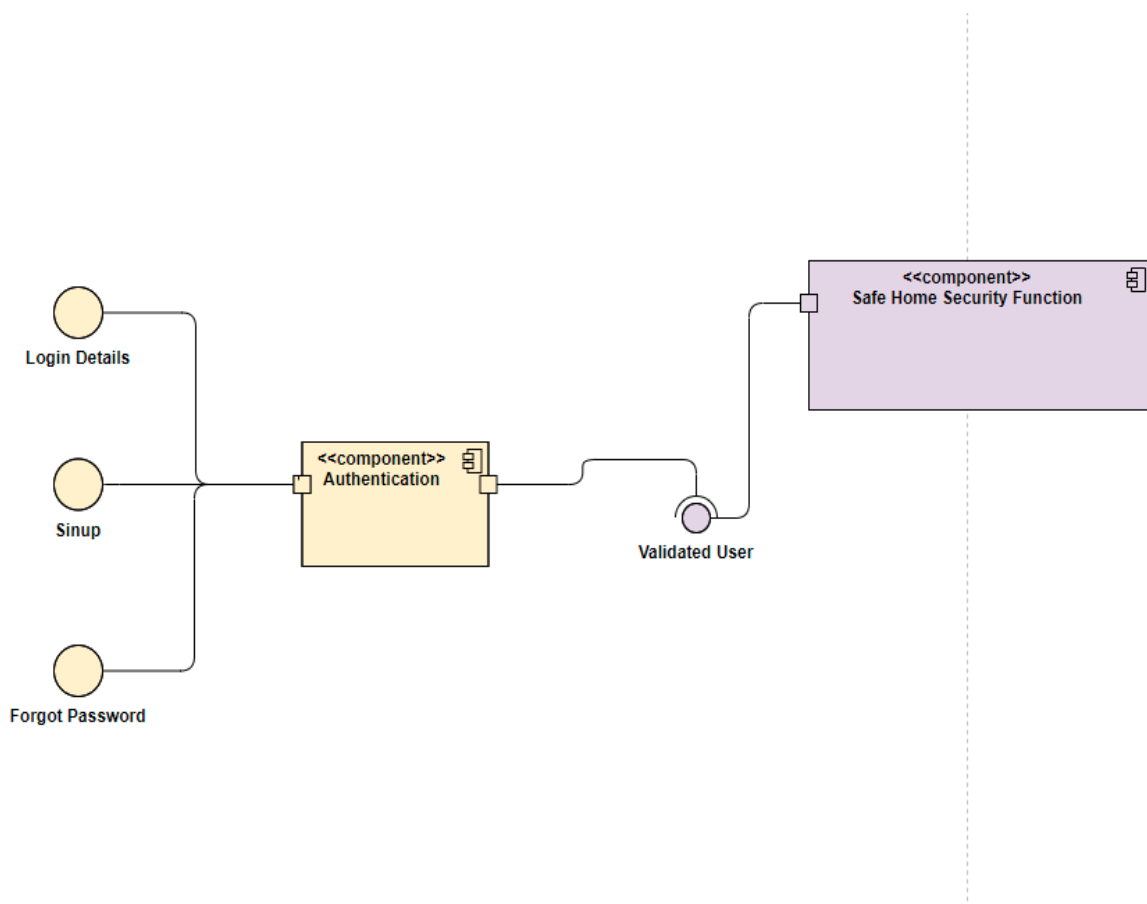 <<component>>
Safe Home Security Function
Login Details
<<component>>
Authentication
Sinup
Validated User
Forgot Password